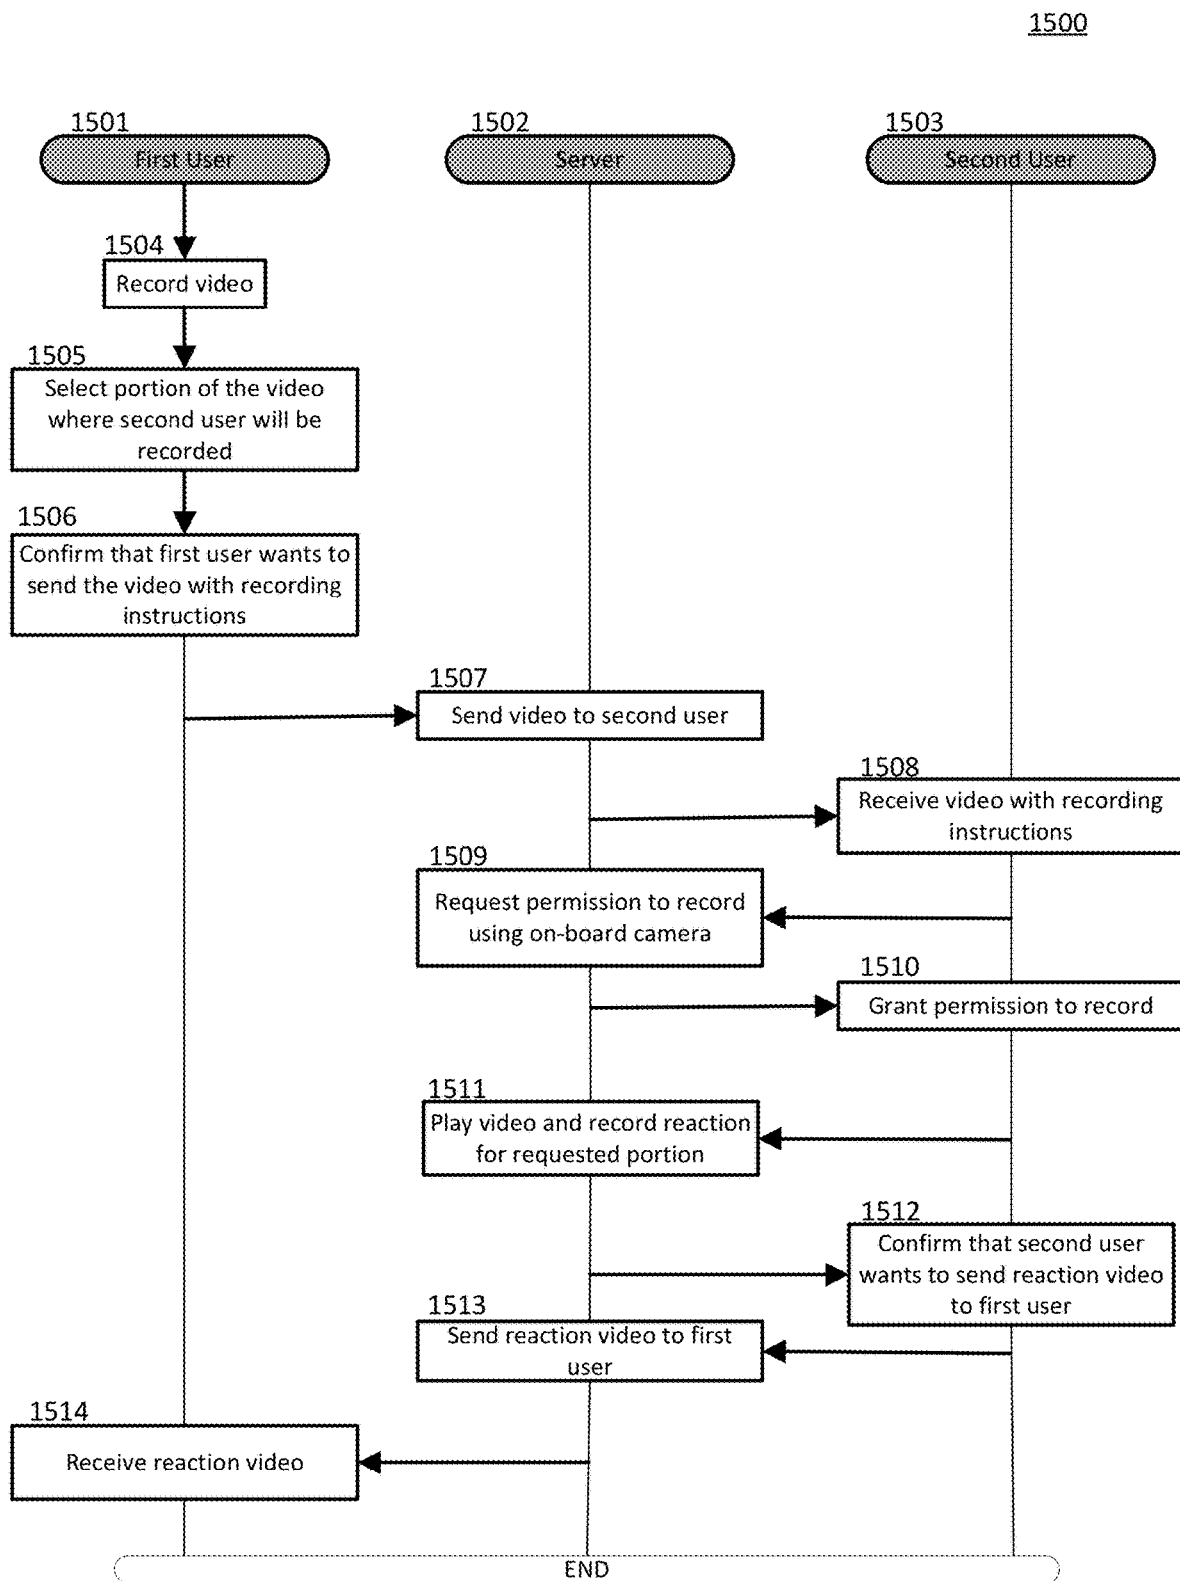 1500
1501
First User
1502
Server
1503
Second User
1504
Record video
1505
Select portion of the video
where second user will be
recorded
1506
Confirm that first user wants to
send the video with recording
instructions
1507
Send video to second user
1508
Receive video with recording
instructions
1509
Request permission to record
using on-board camera
1510
Grant permission to record
1511
Play video and record reaction
for requested portion
1512
Confirm that second user
wants to send reaction video
to first user
1513
Send reaction video to first
user
1514
Receive reaction video
END